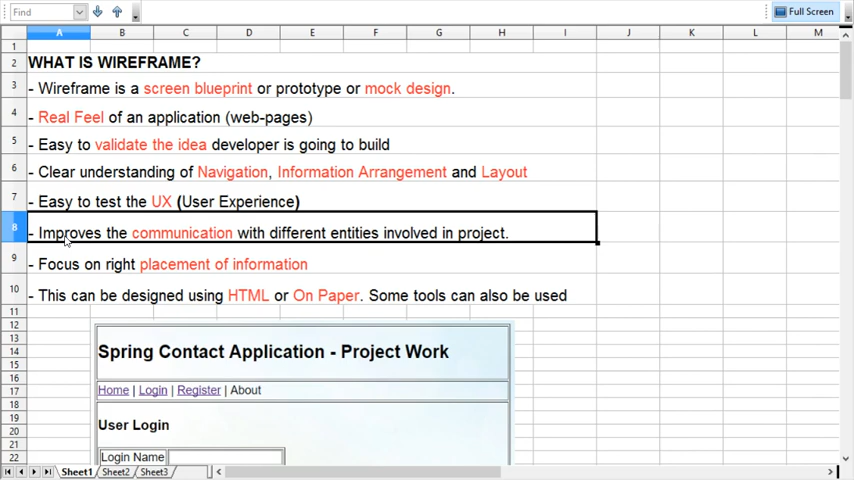 Find
Full Screen
A B C D E F G H I J K L M
1
2 WHAT IS WIREFRAME?
3 - Wireframe is a screen blueprint or prototype or mock design.
4 - Real Feel of an application (web-pages)
5 - Easy to validate the idea developer is going to build
6 - Clear understanding of Navigation, Information Arrangement and Layout
7 - Easy to test the UX (User Experience)
8 - Improves the communication with different entities involved in project.
9 - Focus on right placement of information
10 - This can be designed using HTML or On Paper. Some tools can also be used
11
12
13
14 Spring Contact Application - Project Work
15
16
17 Home | Login | Register | About
18
19 User Login
20
21
22 Login Name
Sheet1 Sheet2 Sheet3